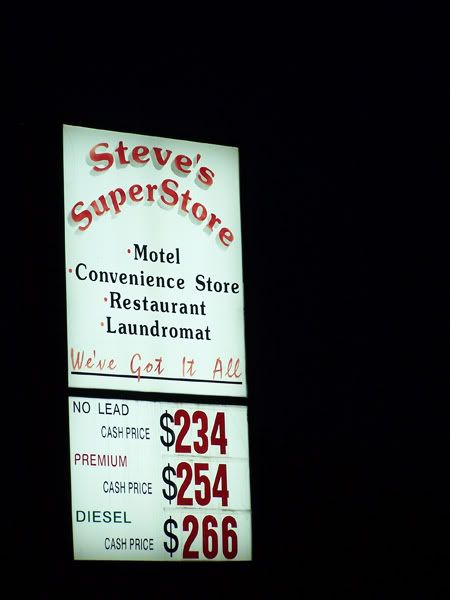 Steve's
SuperStore
•Motel
•Convenience Store
•Restaurant
•Laundromat
We've Got It All
NO LEAD
CASH PRICE $234
PREMIUM
CASH PRICE $254
DIESEL
CASH PRICE $266